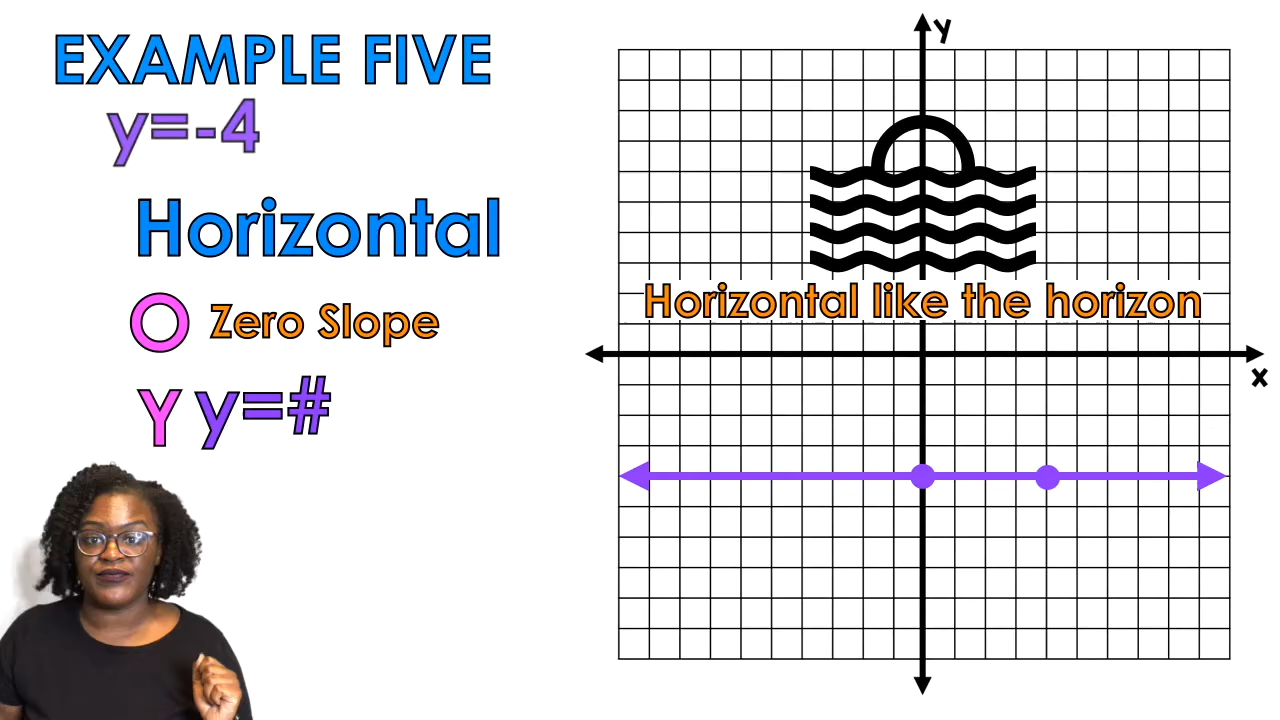 EXAMPLE FIVE
y=-4
Horizontal
O Zero Slope
Y y=#
y
Horizontal like the horizon
x